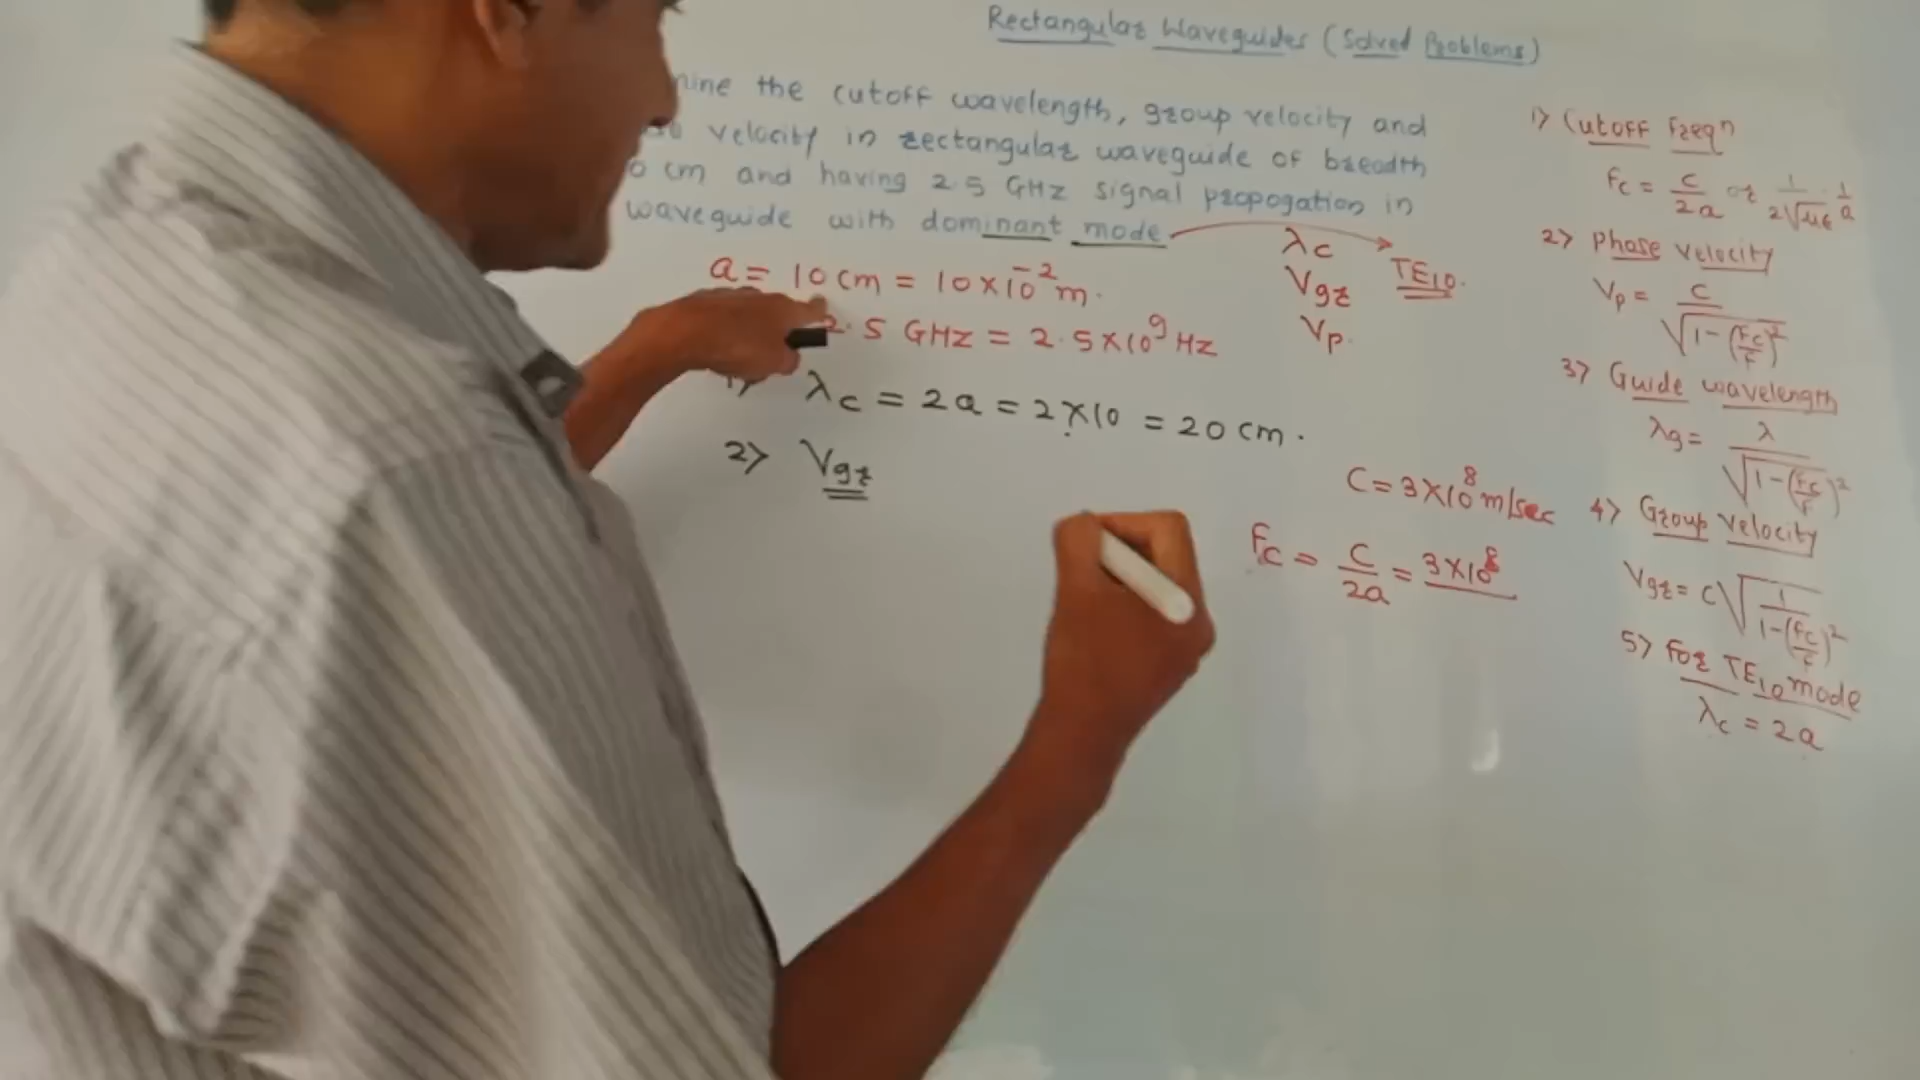 Rectangular Waveguides (Solved Problems)
the cutoff wavelength, group velocity and
velocity in rectangular waveguide of breadth
cm and having 2.5 GHz signal propogation in
waveguide with dominant mode
a = 10 cm = 10×10⁻² m.
2.5 GHz = 2.5×10⁹ Hz
λc
Vgr
Vp.
TE10.
1) λc = 2a = 2×10 = 20 cm.
2) Vgr
C = 3×10⁸ m/sec
Fc = C/2a = 3×10⁸
1) Cutoff Freqn
Fc = C/2a or 1/2√με · 1/a
2) Phase velocity
Vp = C/√1-(Fc/F)²
3) Guide wavelength
λg = λ/√1-(Fc/F)²
4) Group velocity
Vgr = C√1/1-(Fc/F)²
5) For TE10 mode
λc = 2a